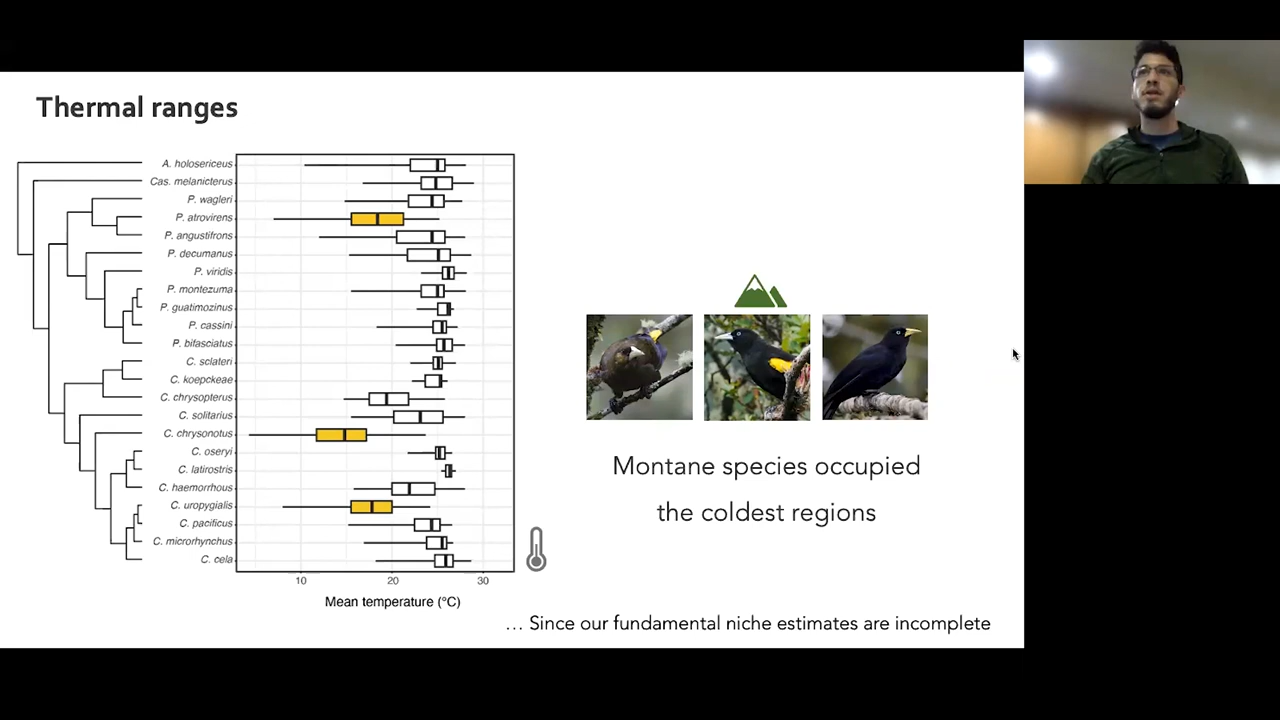 Thermal ranges
A. holosericeus
Cas. melanicterus
P. wagleri
P. atrovirens
P. angustifrons
P. decumanus
P. viridis
P. montezuma
P. guatimozinus
P. cassini
P. bifasciatus
C. sclateri
C. koepckeae
C. chrysopterus
C. solitarius
C. chrysonotus
C. oseryi
C. latirostris
C. haemorrhous
C. uropygialis
C. pacificus
C. microrhynchus
C. cela
10 20 30
Mean temperature (°C)
Montane species occupied
the coldest regions
… Since our fundamental niche estimates are incomplete